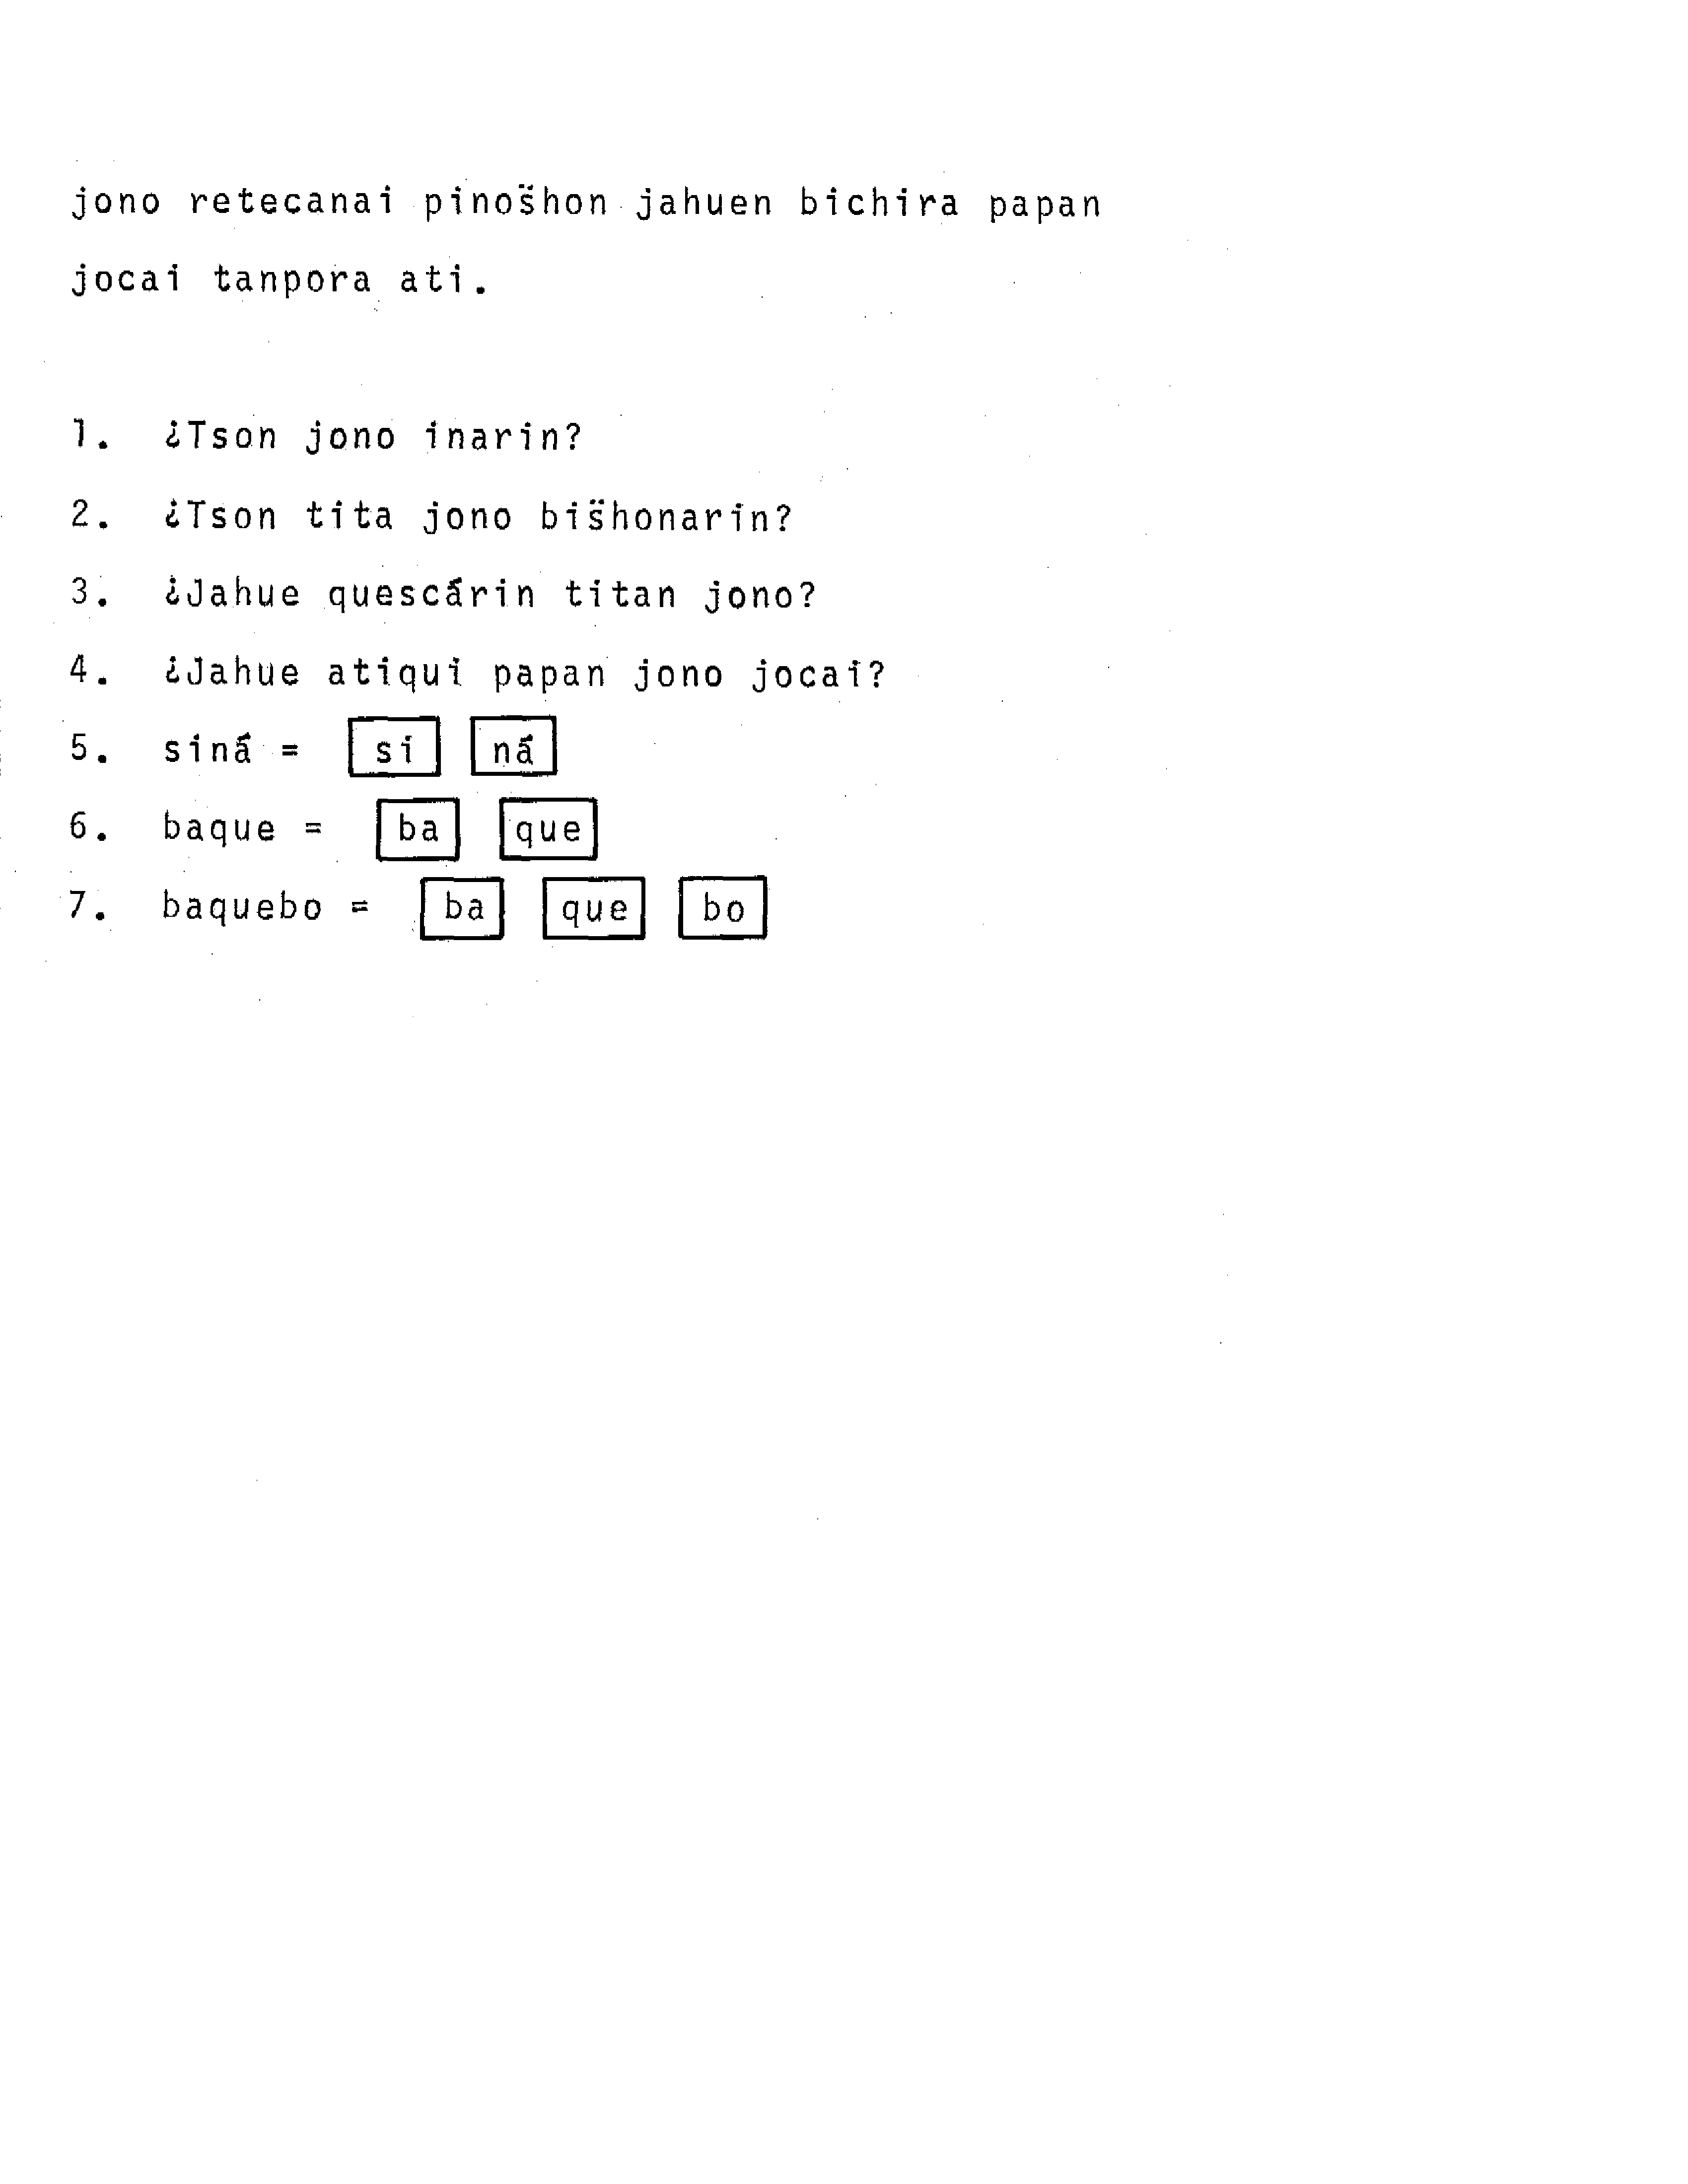 jono retecanai pinos̈hon jahuen bichira papan
jocai tanpora ati.
1. ¿Tson jono inarin?
2. ¿Tson tita jono bis̈honarin?
3. ¿Jahue quescárin titan jono?
4. ¿Jahue atiqui papan jono jocai?
5. siná = si ná
6. baque = ba que
7. baquebo = ba que bo